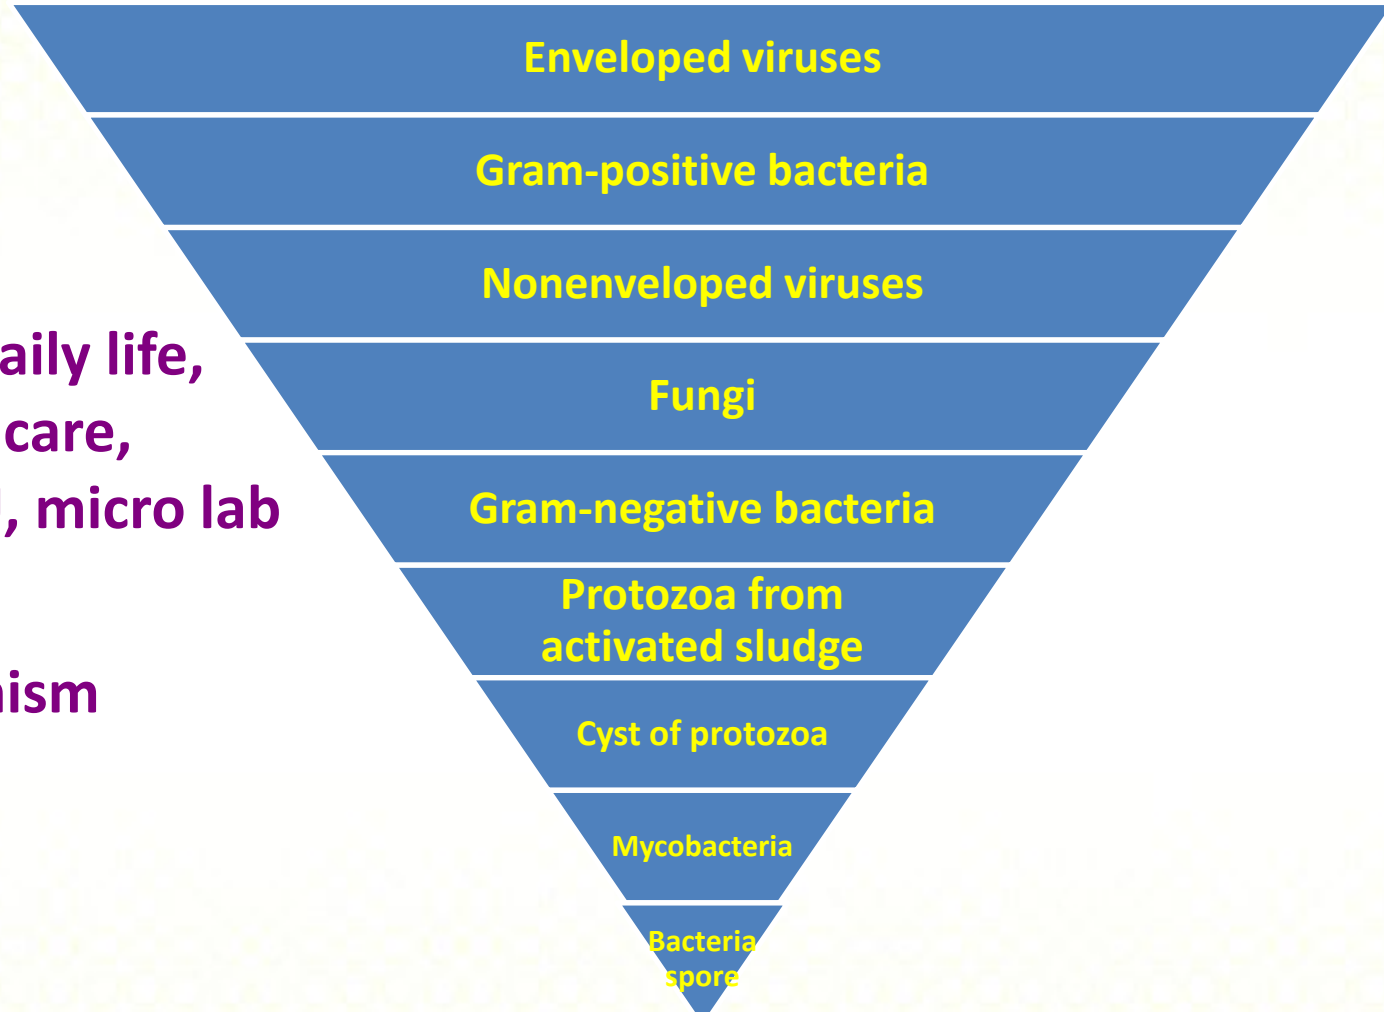 Enveloped viruses
Gram-positive bacteria
Nonenveloped viruses
aily life,
Fungi
care,
Gram-negative bacteria
, micro lab
Protozoa from
activated sludge
nism
Cyst of protozoa
Mycobacteria
Bacteria
spore